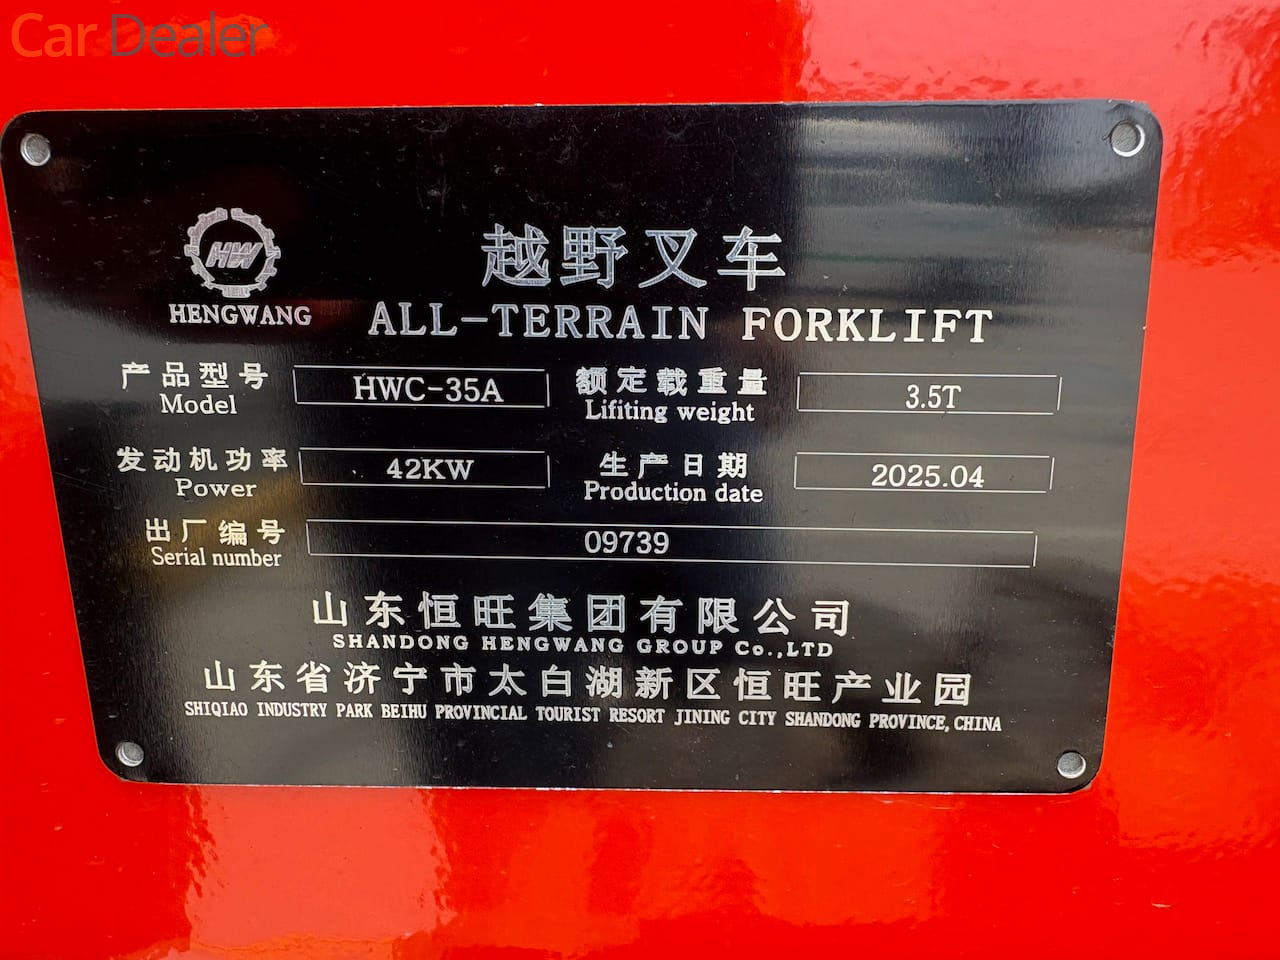 Car Dealer
HW
HENGWANG
越野叉车
ALL-TERRAIN FORKLIFT
产品型号 HWC-35A 额定载重量 3.5T
Model Lifiting weight
发动机功率 42KW 生产日期 2025.04
Power Production date
出厂编号 09739
Serial number
山东恒旺集团有限公司
SHANDONG HENGWANG GROUP Co.,LTD
山东省济宁市太白湖新区恒旺产业园
SHIQIAO INDUSTRY PARK BEIHU PROVINCIAL TOURIST RESORT JINING CITY SHANDONG PROVINCE,CHINA